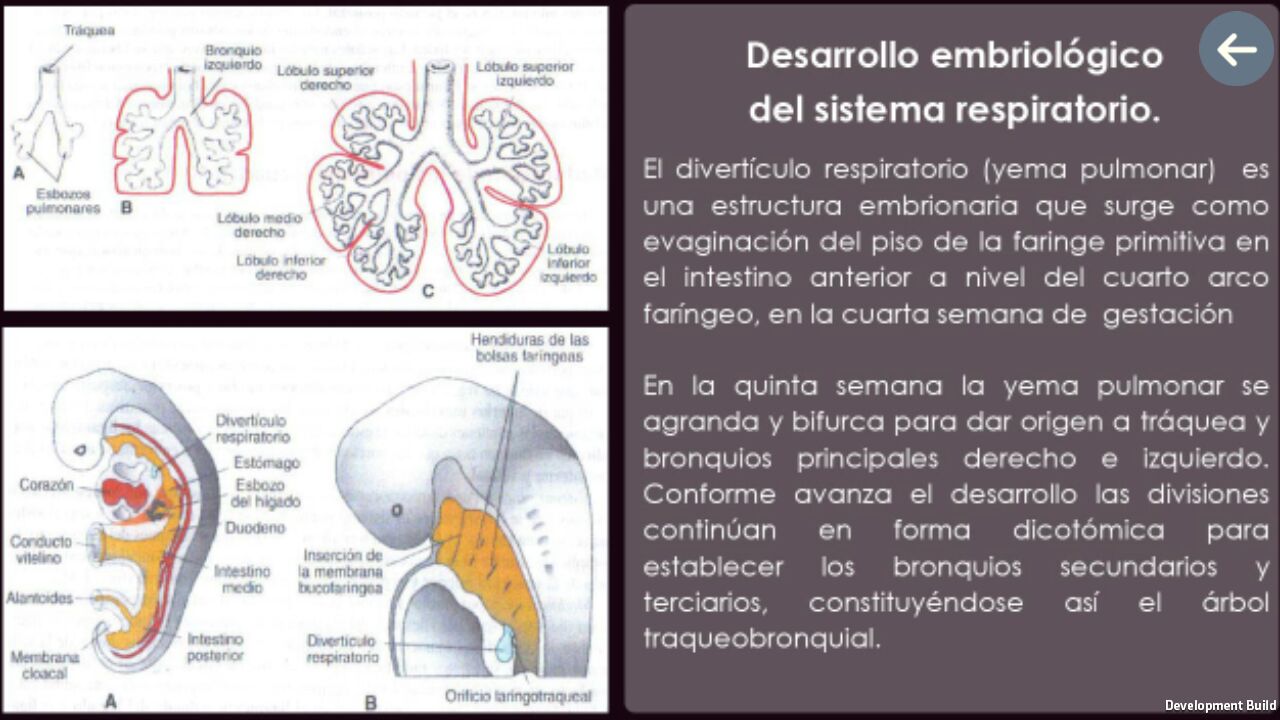 Tráquea
Bronquio
izquierdo
Lóbulo superior
derecho
Lóbulo superior
izquierdo
A
Esbozos
pulmonares
B
Lóbulo medio
derecho
Lóbulo inferior
derecho
Lóbulo
inferior
izquierdo
C
Hendiduras de las
bolsas faríngeas
Divertículo
respiratorio
Estómago
Corazón
Esbozo
del hígado
Duodeno
Conducto
vitelino
Inserción de
la membrana
bucofaríngea
Intestino
medio
Alantoides
Intestino
posterior
Divertículo
respiratorio
Membrana
cloacal
A
B
Orificio laringotraqueal
Desarrollo embriológico
del sistema respiratorio.
El divertículo respiratorio (yema pulmonar) es
una estructura embrionaria que surge como
evaginación del piso de la faringe primitiva en
el intestino anterior a nivel del cuarto arco
faríngeo, en la cuarta semana de gestación
En la quinta semana la yema pulmonar se
agranda y bifurca para dar origen a tráquea y
bronquios principales derecho e izquierdo.
Conforme avanza el desarrollo las divisiones
continúan en forma dicotómica para
establecer los bronquios secundarios y
terciarios, constituyéndose así el árbol
traqueobronquial.
Development Build